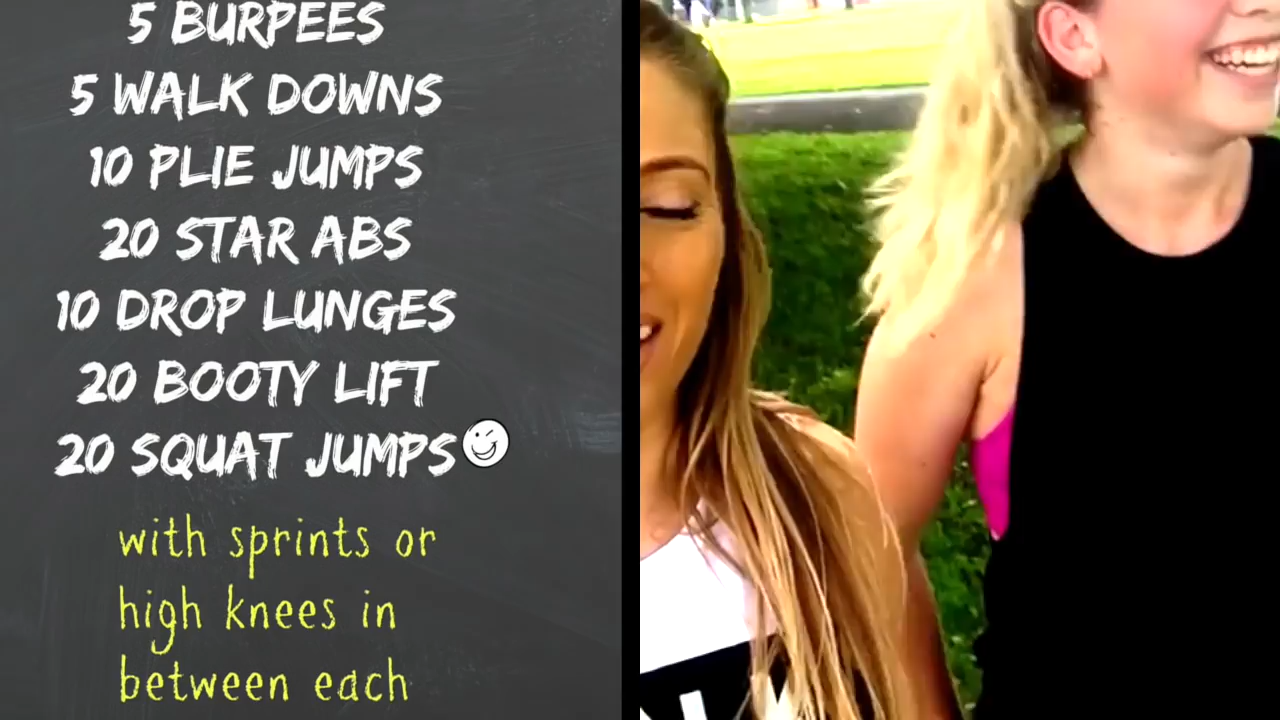 5 BURPEES
5 WALK DOWNS
10 PLIE JUMPS
20 STAR ABS
10 DROP LUNGES
20 BOOTY LIFT
20 SQUAT JUMPS
with sprints or
high knees in
between each